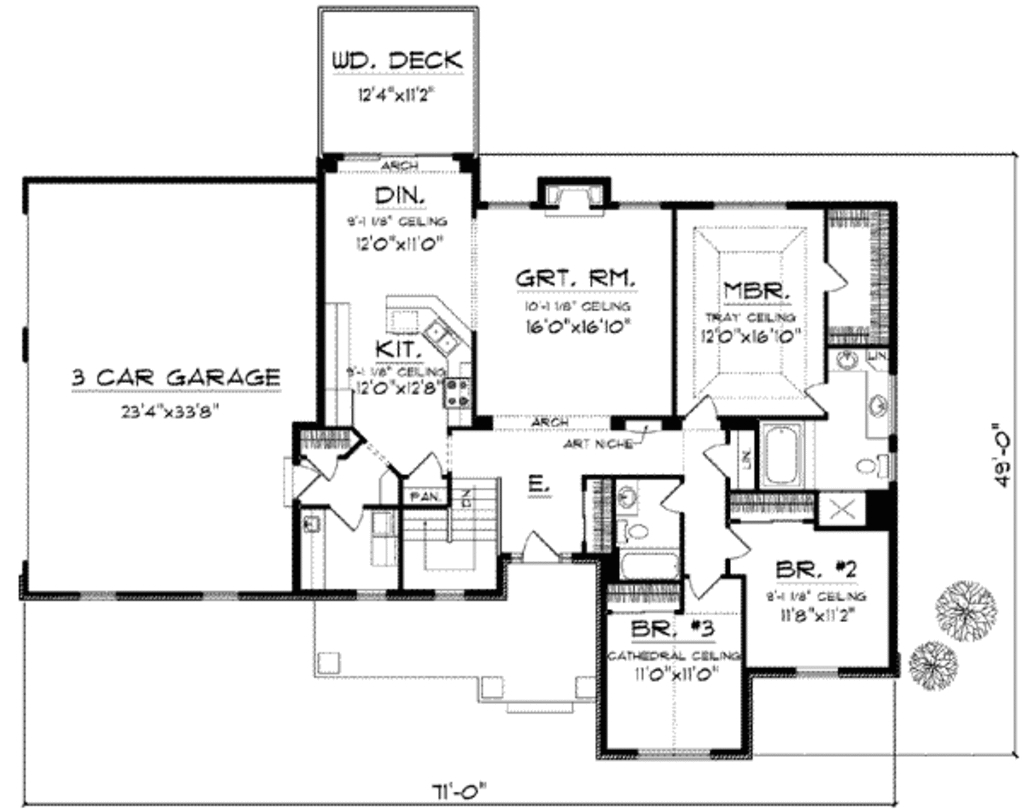 WD. DECK
12'4"x11'2"
ARCH
DIN.
9'-1 1/8" CEILING
12'0"x11'0"
GRT. RM.
10'-1 1/8" CEILING
16'0"x16'10"
MBR.
TRAY CEILING
12'0"x16'10"
LIN.
KIT.
9'-1 1/8" CEILING
12'0"x12'8"
3 CAR GARAGE
23'4"x33'8"
ARCH
ART NICHE
LIN.
49'-0"
PAN.
DN
E.
BR. #2
9'-1 1/8" CEILING
11'8"x11'2"
BR. #3
CATHEDRAL CEILING
11'0"x11'0"
71'-0"